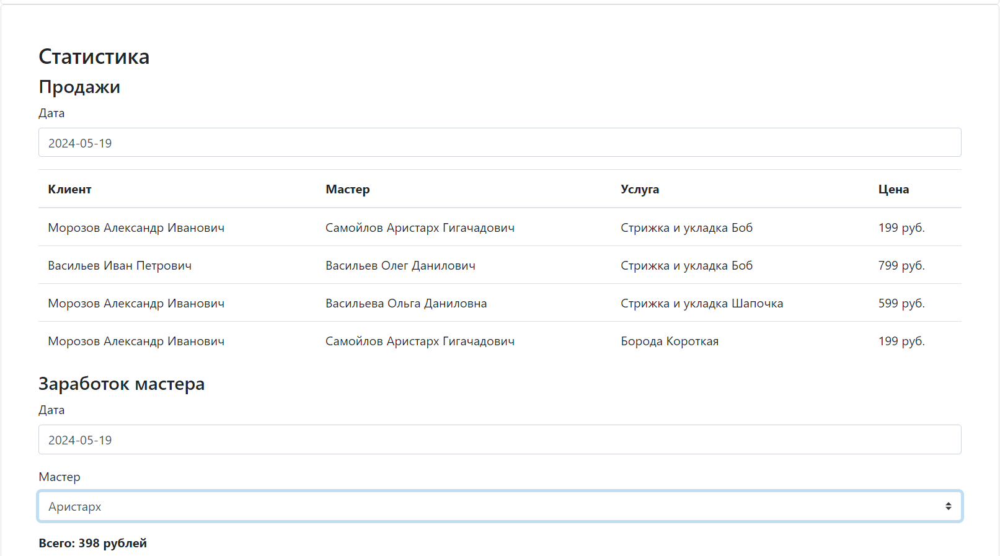 Статистика
Продажи
Дата
2024-05-19
Клиент Мастер Услуга Цена
Морозов Александр Иванович Самойлов Аристарх Гигачадович Стрижка и укладка Боб 199 руб.
Васильев Иван Петрович Васильев Олег Данилович Стрижка и укладка Боб 799 руб.
Морозов Александр Иванович Васильева Ольга Даниловна Стрижка и укладка Шапочка 599 руб.
Морозов Александр Иванович Самойлов Аристарх Гигачадович Борода Короткая 199 руб.
Заработок мастера
Дата
2024-05-19
Мастер
Аристарх
Всего: 398 рублей